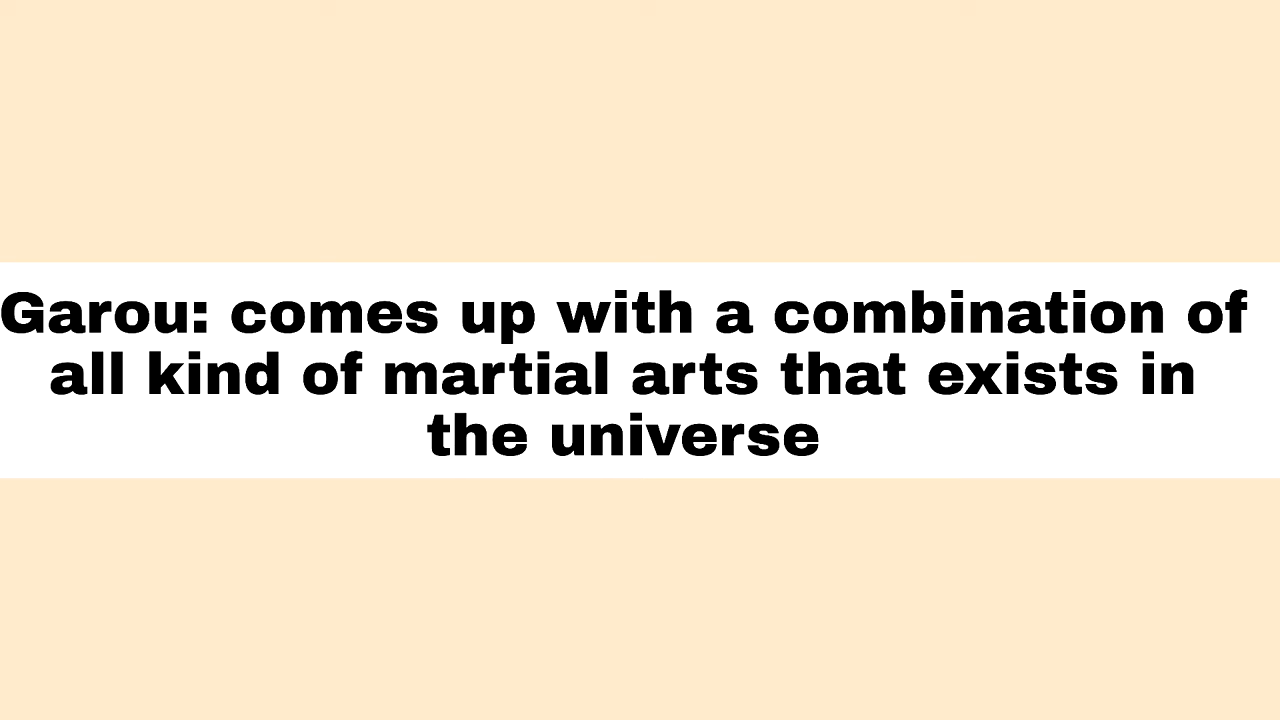 Garou: comes up with a combination of
all kind of martial arts that exists in
the universe